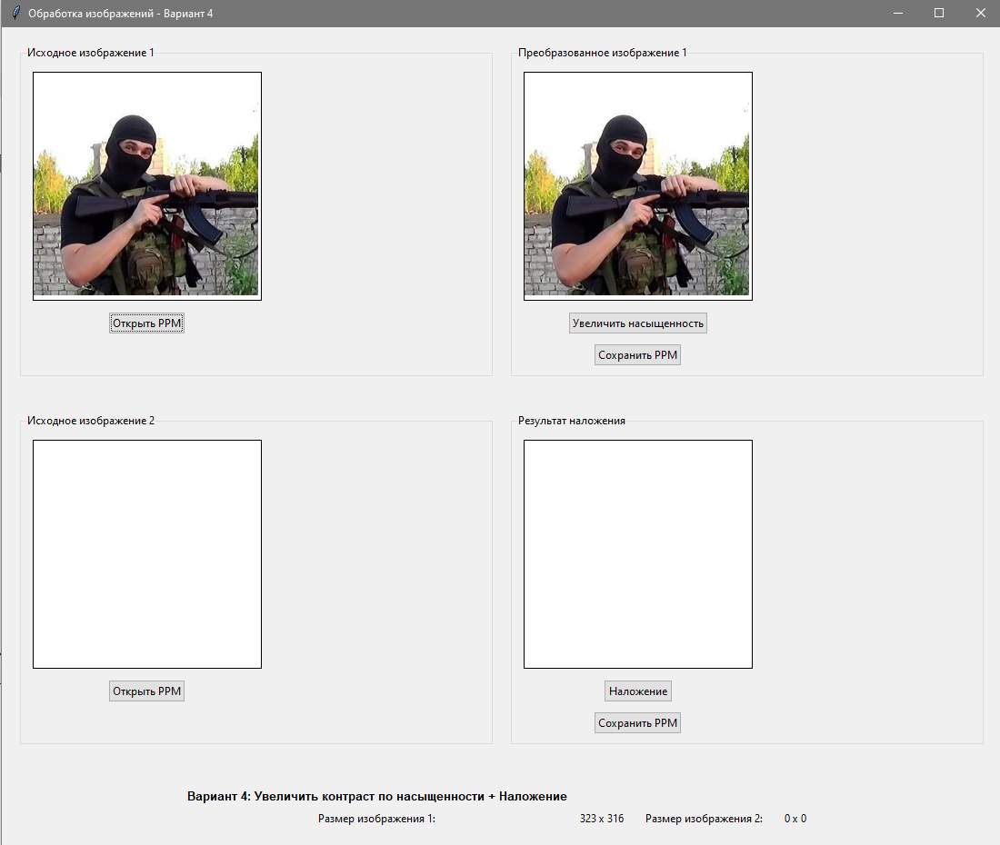 Обработка изображений - Вариант 4
Исходное изображение 1
Преобразованное изображение 1
Открыть PPM
Увеличить насыщенность
Сохранить PPM
Исходное изображение 2
Результат наложения
Открыть PPM
Наложение
Сохранить PPM
Вариант 4: Увеличить контраст по насыщенности + Наложение
Размер изображения 1: 323 x 316 Размер изображения 2: 0 x 0